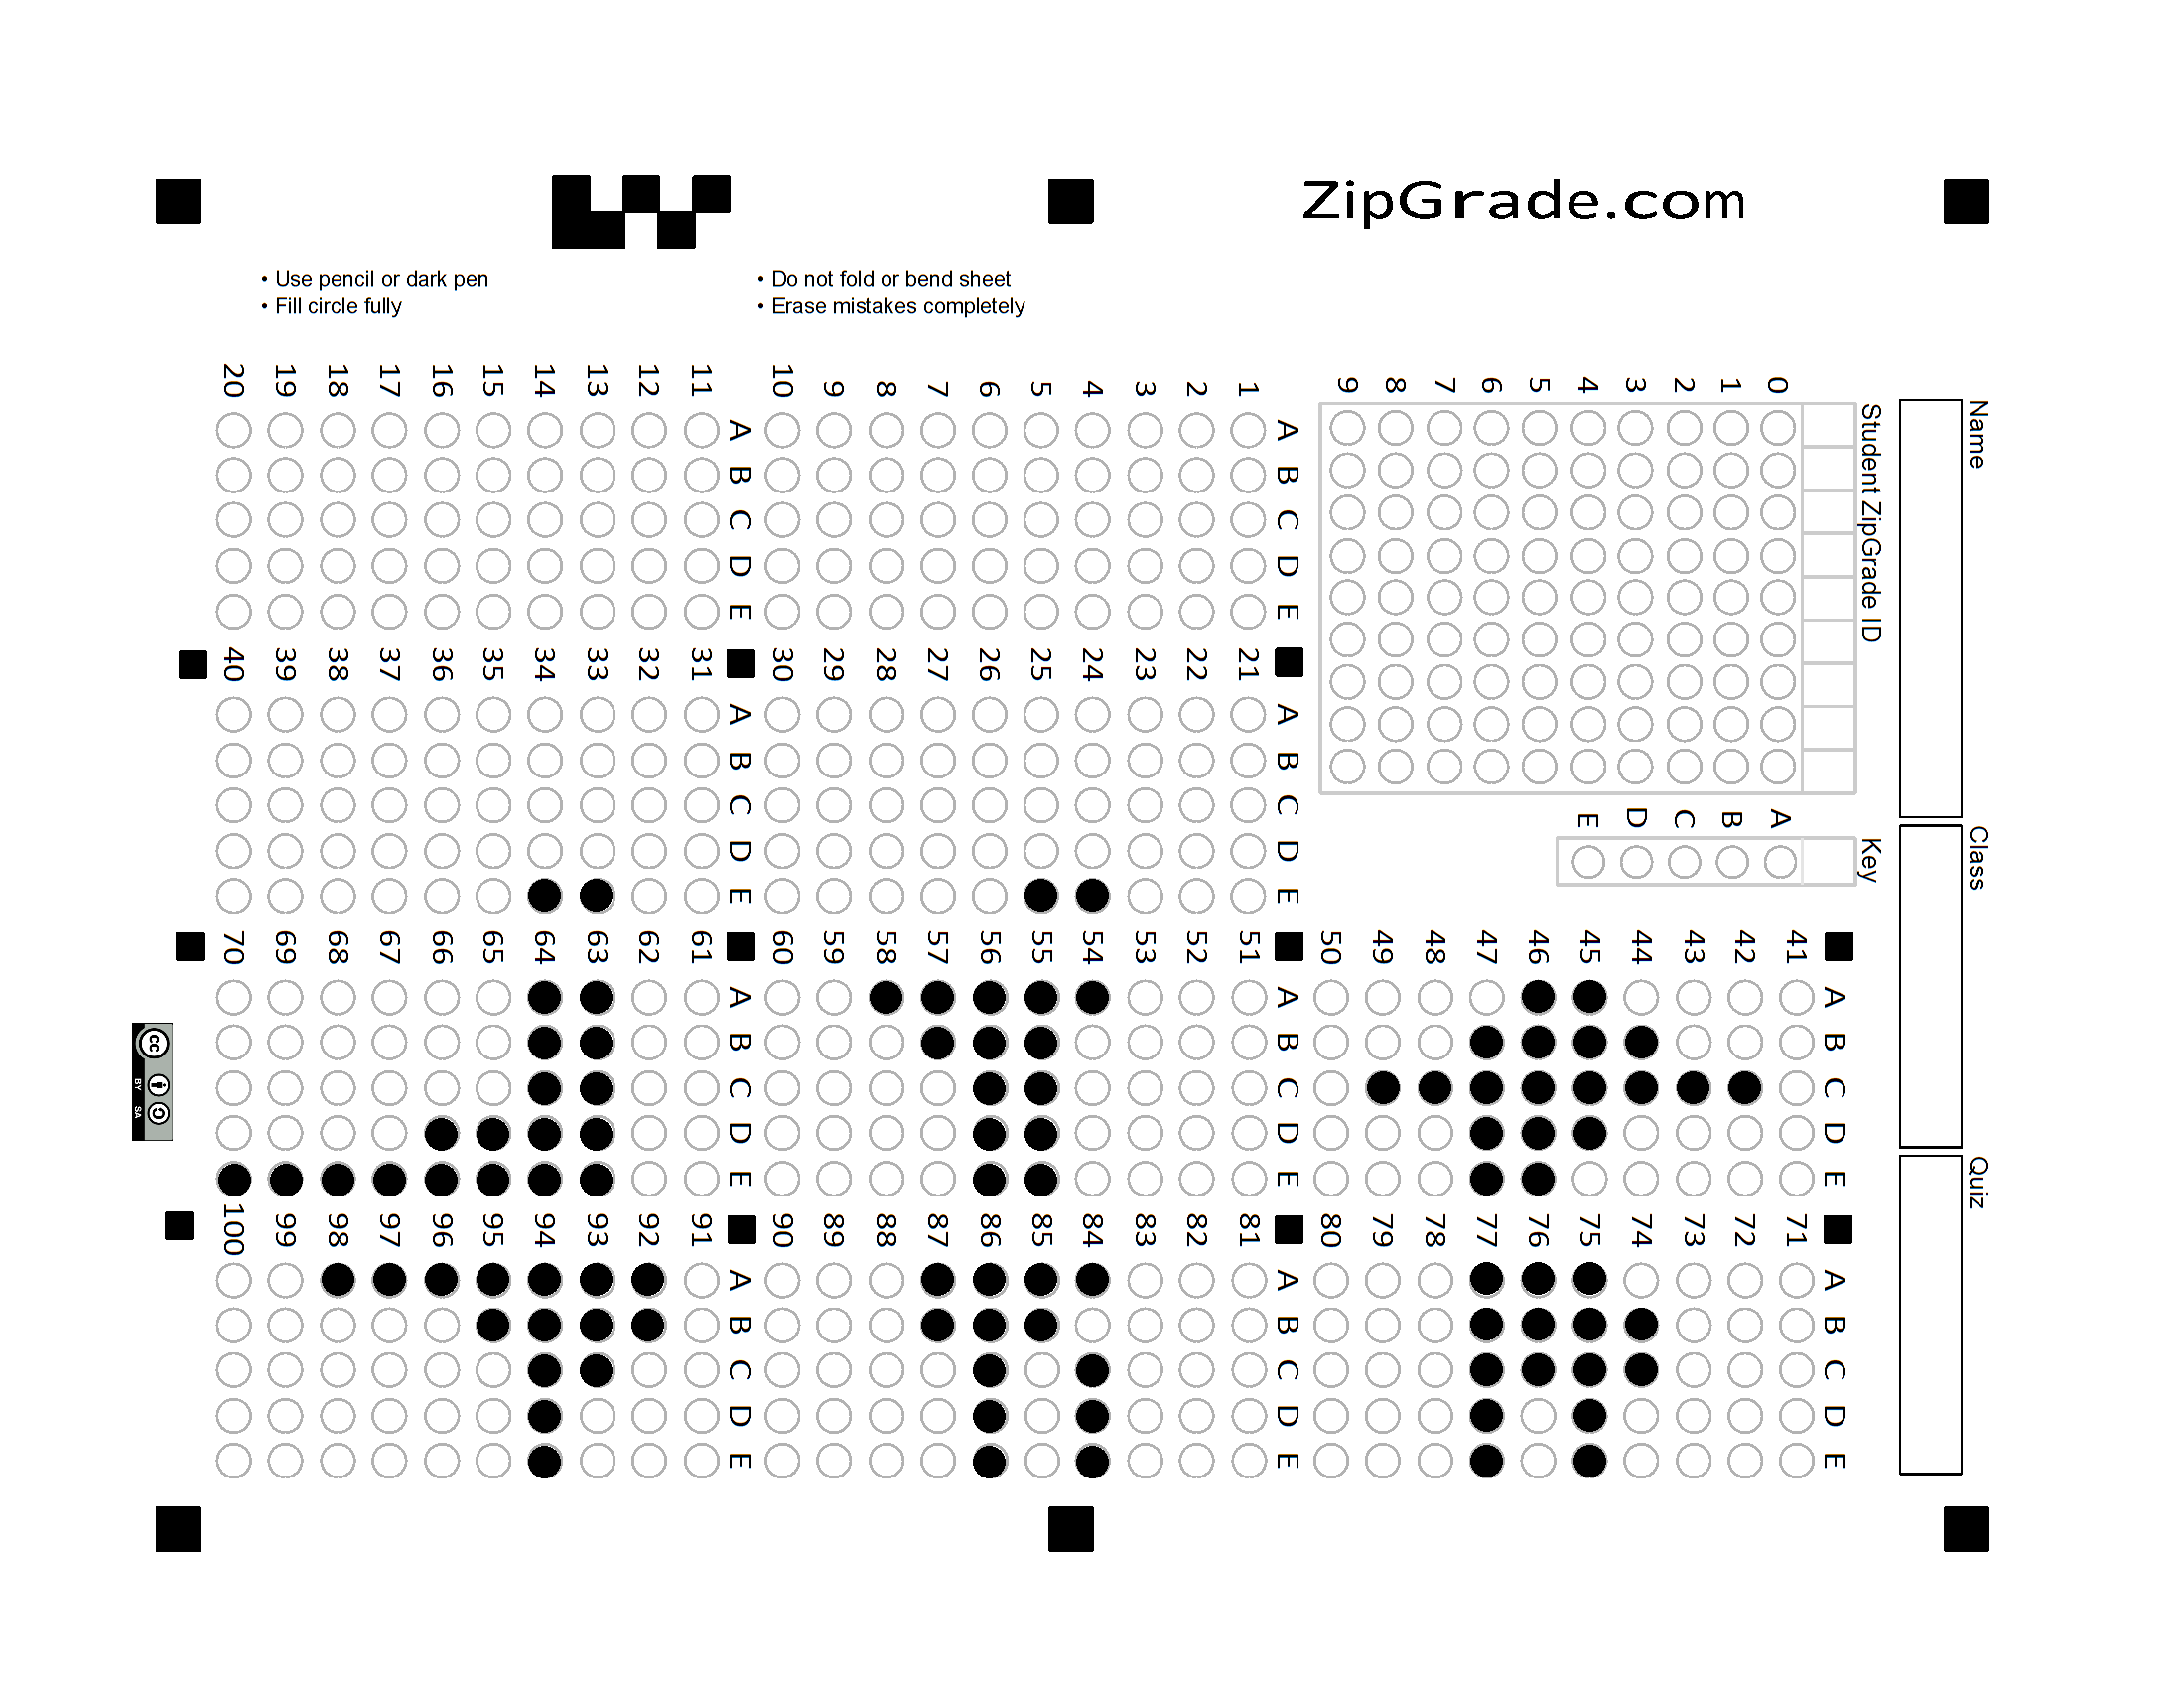 ZipGrade.com
• Use pencil or dark pen
• Fill circle fully
• Do not fold or bend sheet
• Erase mistakes completely
Name
Class
Quiz
Student ZipGrade ID
0 1 2 3 4 5 6 7 8 9
Key
A B C D E
A B C D E
1 2 3 4 5 6 7 8 9 10
A B C D E
11 12 13 14 15 16 17 18 19 20
A B C D E
21 22 23 24 25 26 27 28 29 30
A B C D E
31 32 33 34 35 36 37 38 39 40
A B C D E
41 42 43 44 45 46 47 48 49 50
A B C D E
51 52 53 54 55 56 57 58 59 60
A B C D E
61 62 63 64 65 66 67 68 69 70
A B C D E
71 72 73 74 75 76 77 78 79 80
A B C D E
81 82 83 84 85 86 87 88 89 90
A B C D E
91 92 93 94 95 96 97 98 99 100
cc BY SA